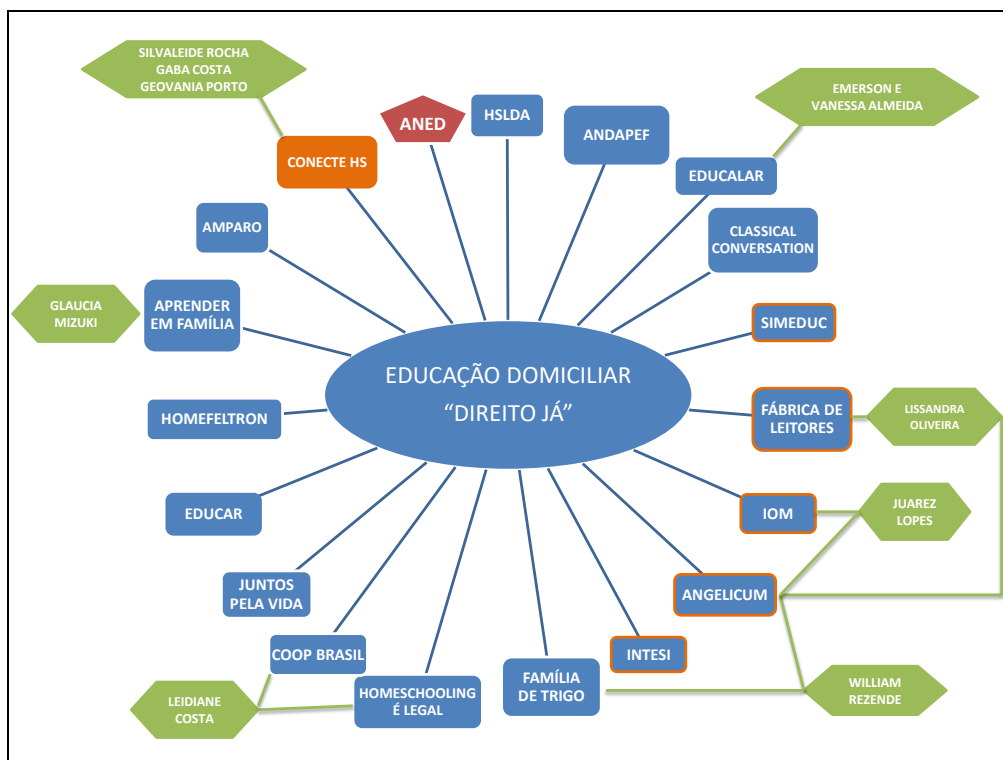 SILVALEIDE ROCHA
GABA COSTA
GEOVANIA PORTO
EMERSON E
VANESSA ALMEIDA
ANED
HSLDA
ANDAPEF
CONECTE HS
EDUCALAR
AMPARO
CLASSICAL
CONVERSATION
GLAUCIA
MIZUKI
APRENDER
EM FAMÍLIA
SIMEDUC
EDUCAÇÃO DOMICILIAR
“DIREITO JÁ”
HOMEFELTRON
FÁBRICA DE
LEITORES
LISSANDRA
OLIVEIRA
EDUCAR
IOM
JUAREZ
LOPES
JUNTOS
PELA VIDA
ANGELICUM
COOP BRASIL
INTESI
FAMÍLIA
DE TRIGO
HOMESCHOOLING
É LEGAL
LEIDIANE
COSTA
WILLIAM
REZENDE